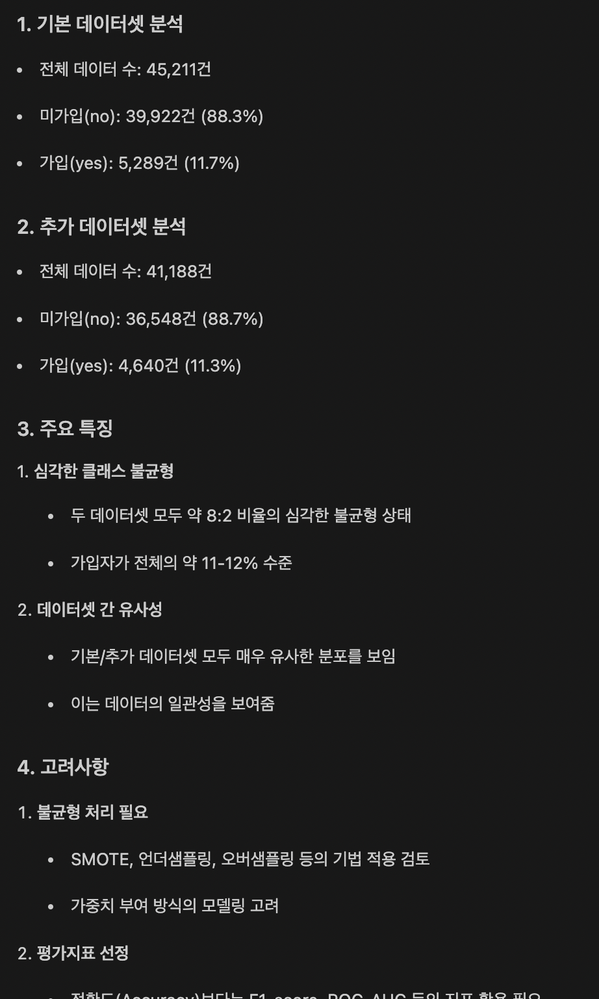 1. 기본 데이터셋 분석
• 전체 데이터 수: 45,211건
• 미가입(no): 39,922건 (88.3%)
• 가입(yes): 5,289건 (11.7%)
2. 추가 데이터셋 분석
• 전체 데이터 수: 41,188건
• 미가입(no): 36,548건 (88.7%)
• 가입(yes): 4,640건 (11.3%)
3. 주요 특징
1. 심각한 클래스 불균형
• 두 데이터셋 모두 약 8:2 비율의 심각한 불균형 상태
• 가입자가 전체의 약 11-12% 수준
2. 데이터셋 간 유사성
• 기본/추가 데이터셋 모두 매우 유사한 분포를 보임
• 이는 데이터의 일관성을 보여줌
4. 고려사항
1. 불균형 처리 필요
• SMOTE, 언더샘플링, 오버샘플링 등의 기법 적용 검토
• 가중치 부여 방식의 모델링 고려
2. 평가지표 선정
• 정확도(Accuracy)보다는 F1-score, ROC-AUC 등의 지표 활용 필요